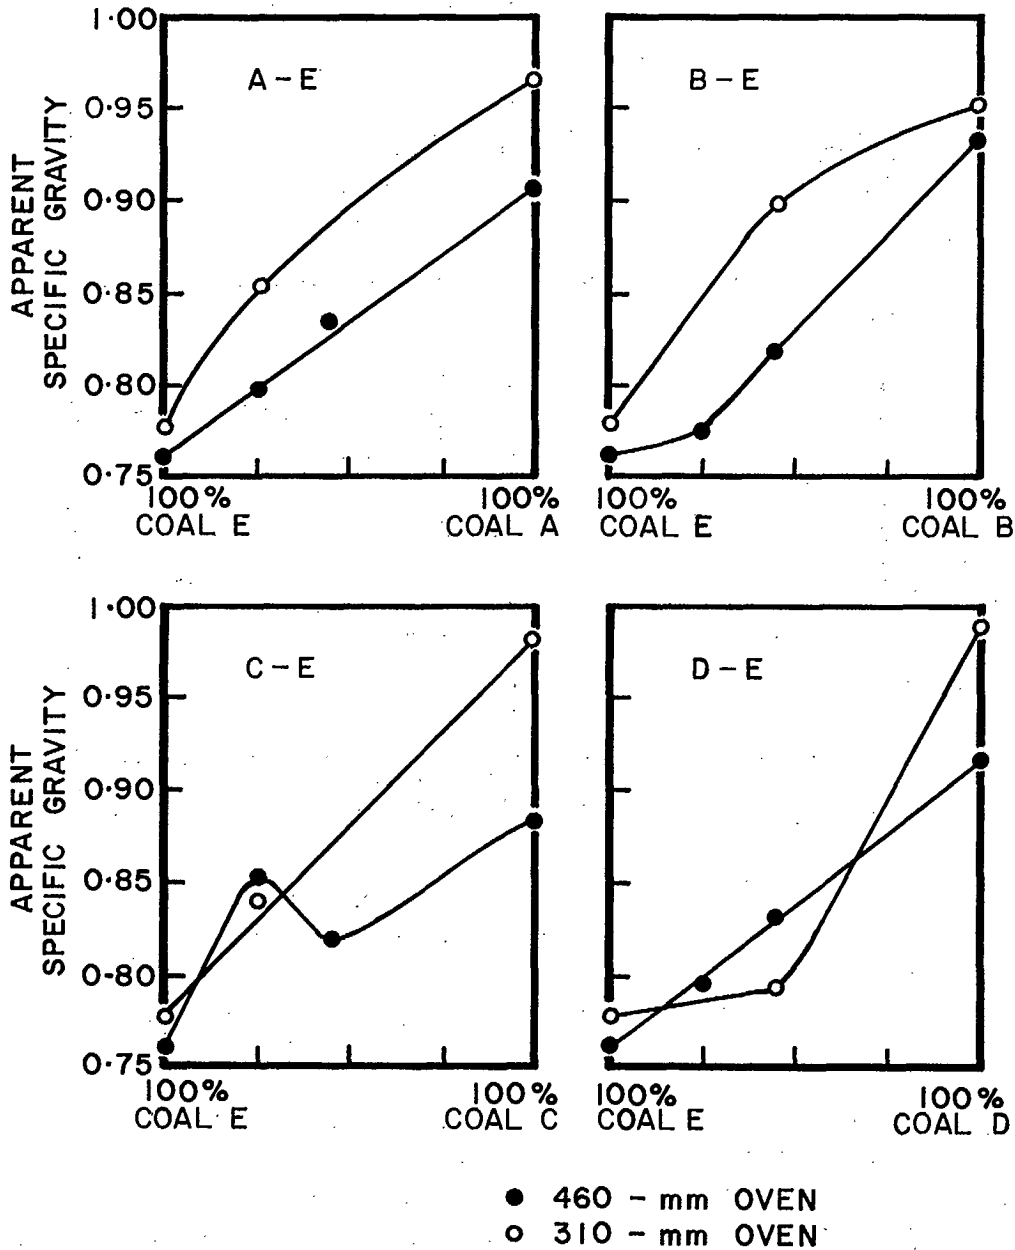 APPARENT
SPECIFIC GRAVITY
1.00
0.95
0.90
0.85
0.80
0.75
A-E
100%
COAL E
100%
COAL A
B-E
100%
COAL E
100%
COAL B
APPARENT
SPECIFIC GRAVITY
1.00
0.95
0.90
0.85
0.80
0.75
C-E
100%
COAL E
100%
COAL C
D-E
100%
COAL E
100%
COAL D
460 - mm OVEN
310 - mm OVEN